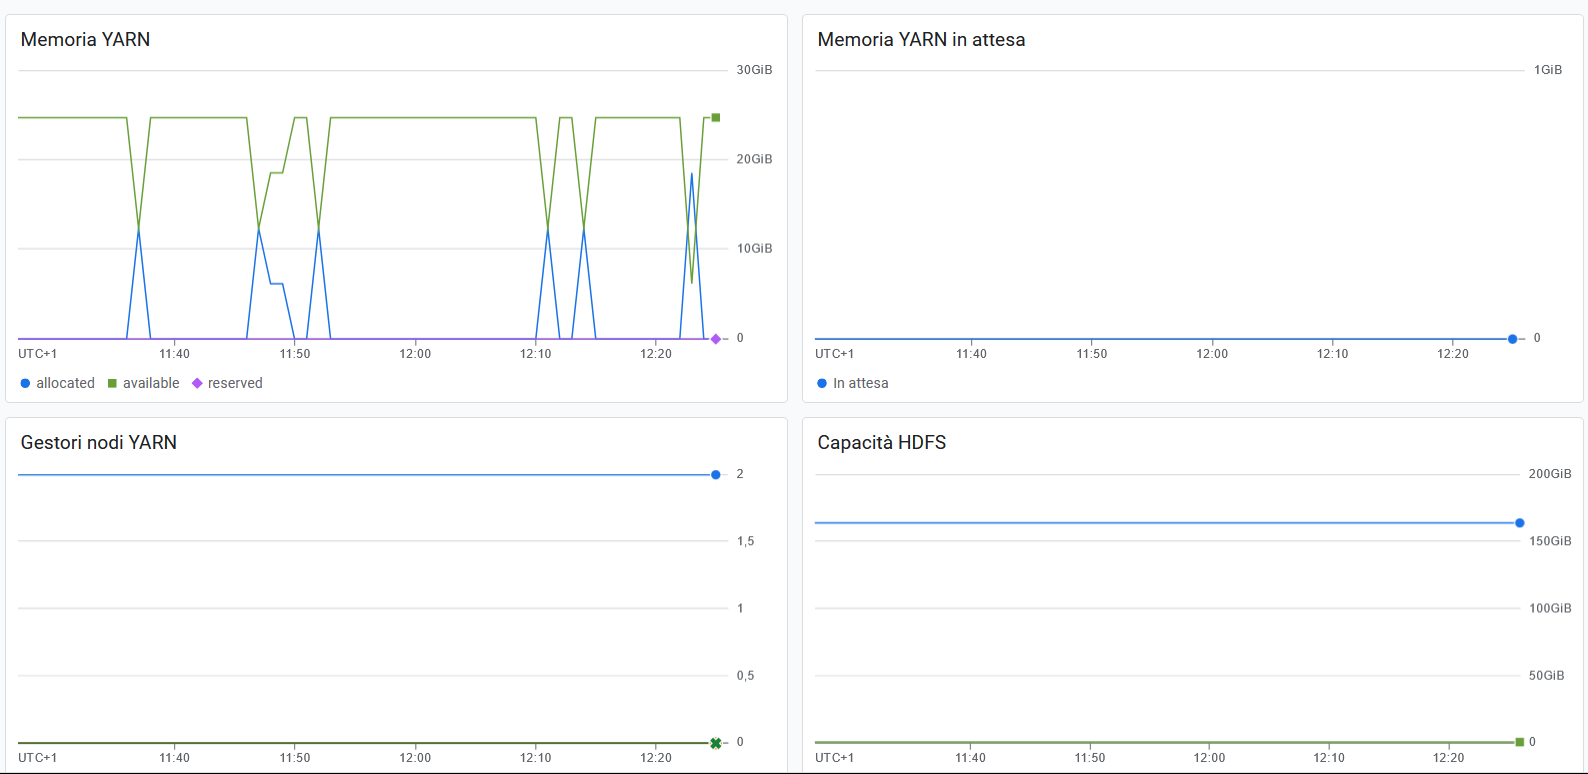 Memoria YARN
30GiB
20GiB
10GiB
0
UTC+1 11:40 11:50 12:00 12:10 12:20
allocated available reserved
Memoria YARN in attesa
1GiB
0
UTC+1 11:40 11:50 12:00 12:10 12:20
In attesa
Gestori nodi YARN
2
1,5
1
0,5
0
UTC+1 11:40 11:50 12:00 12:10 12:20
Capacità HDFS
200GiB
150GiB
100GiB
50GiB
0
UTC+1 11:40 11:50 12:00 12:10 12:20